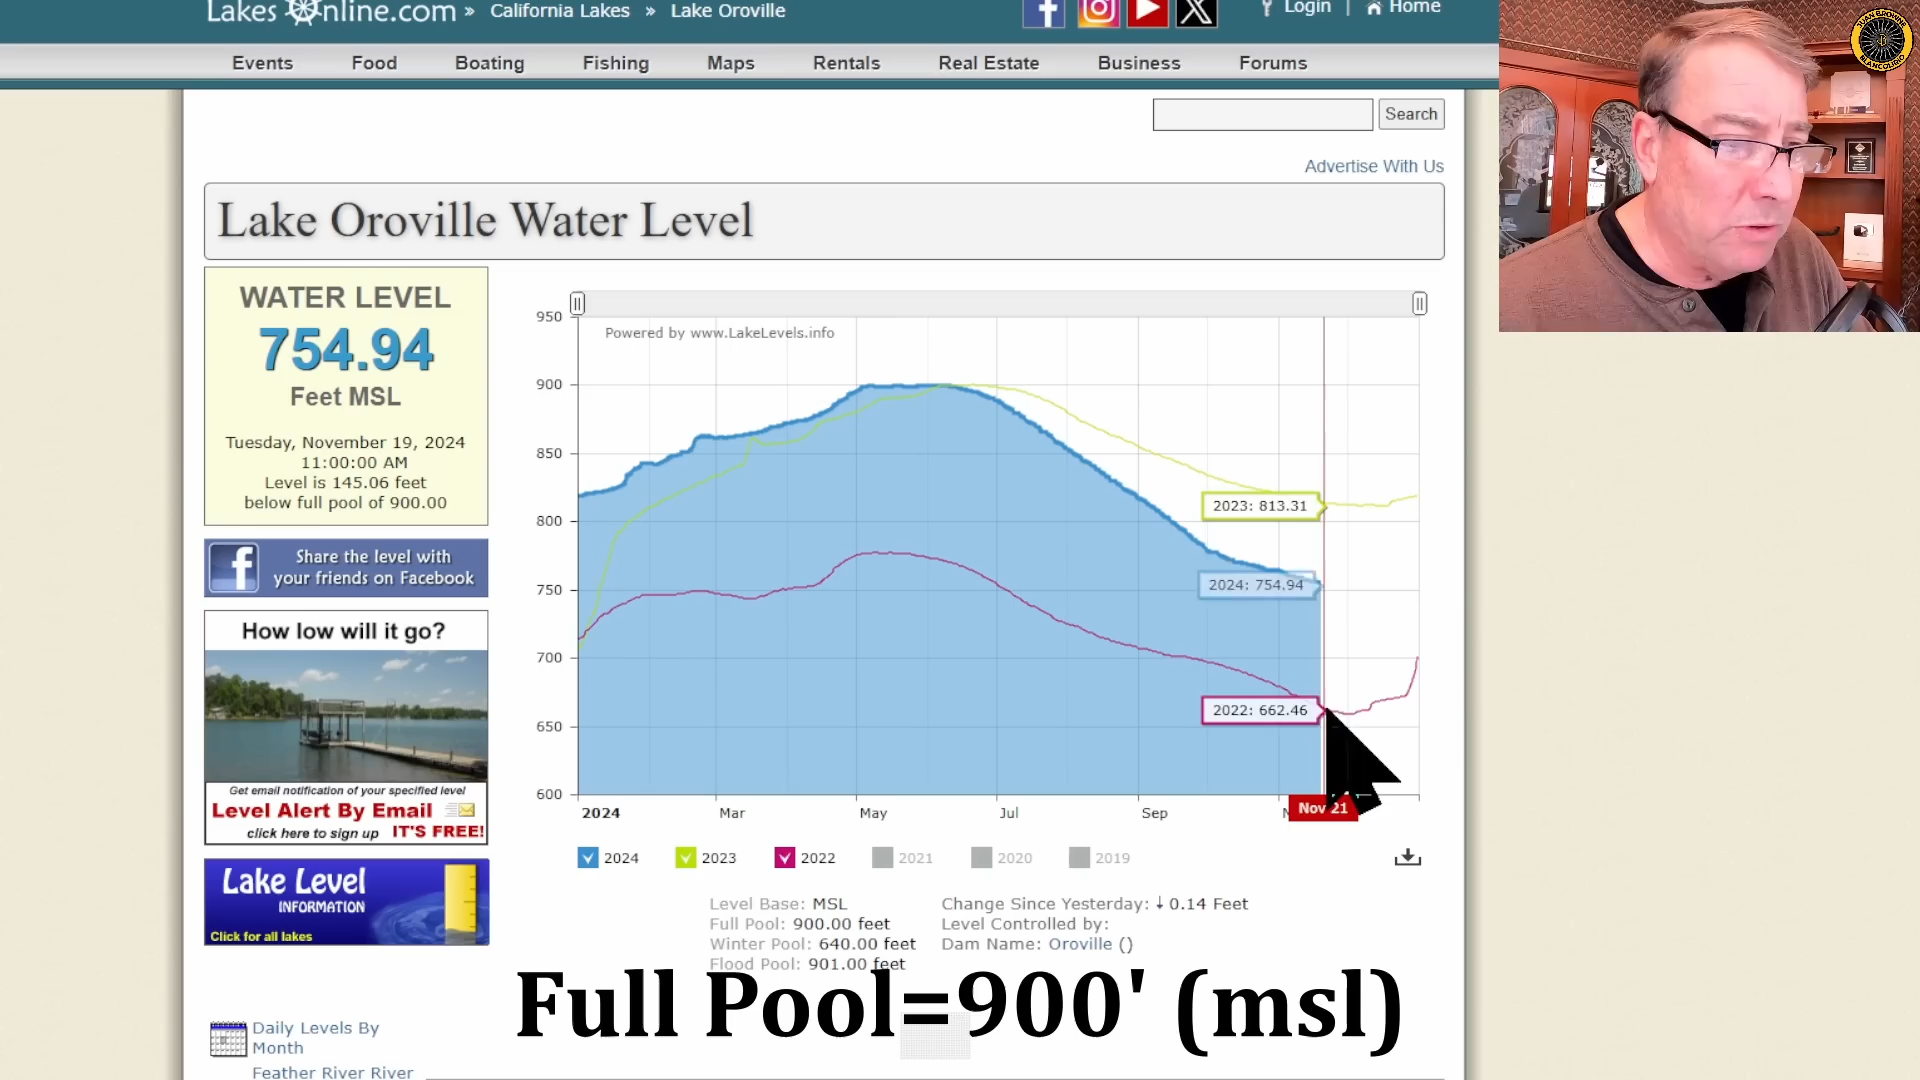 LakesOnline.com » California Lakes » Lake Oroville
Login | Home
Events Food Boating Fishing Maps Rentals Real Estate Business Forums
Search
Advertise With Us
Lake Oroville Water Level
WATER LEVEL
754.94
Feet MSL
Tuesday, November 19, 2024
11:00:00 AM
Level is 145.06 feet
below full pool of 900.00
Share the level with
your friends on Facebook
How low will it go?
Get email notification of your specified level
Level Alert By Email
click here to sign up IT'S FREE!
Lake Level
INFORMATION
Click for all lakes
Daily Levels By
Month
Feather River River
950
Powered by www.LakeLevels.info
900
850
800
750
700
650
600
2023: 813.31
2024: 754.94
2022: 662.46
2024 Mar May Jul Sep Nov 21
2024 2023 2022 2021 2020 2019
Level Base: MSL
Full Pool: 900.00 feet
Winter Pool: 640.00 feet
Flood Pool: 901.00 feet
Change Since Yesterday: ↓ 0.14 Feet
Level Controlled by:
Dam Name: Oroville ()
Full Pool=900' (msl)
JUAN BROWNE
BLANCOLIRIO